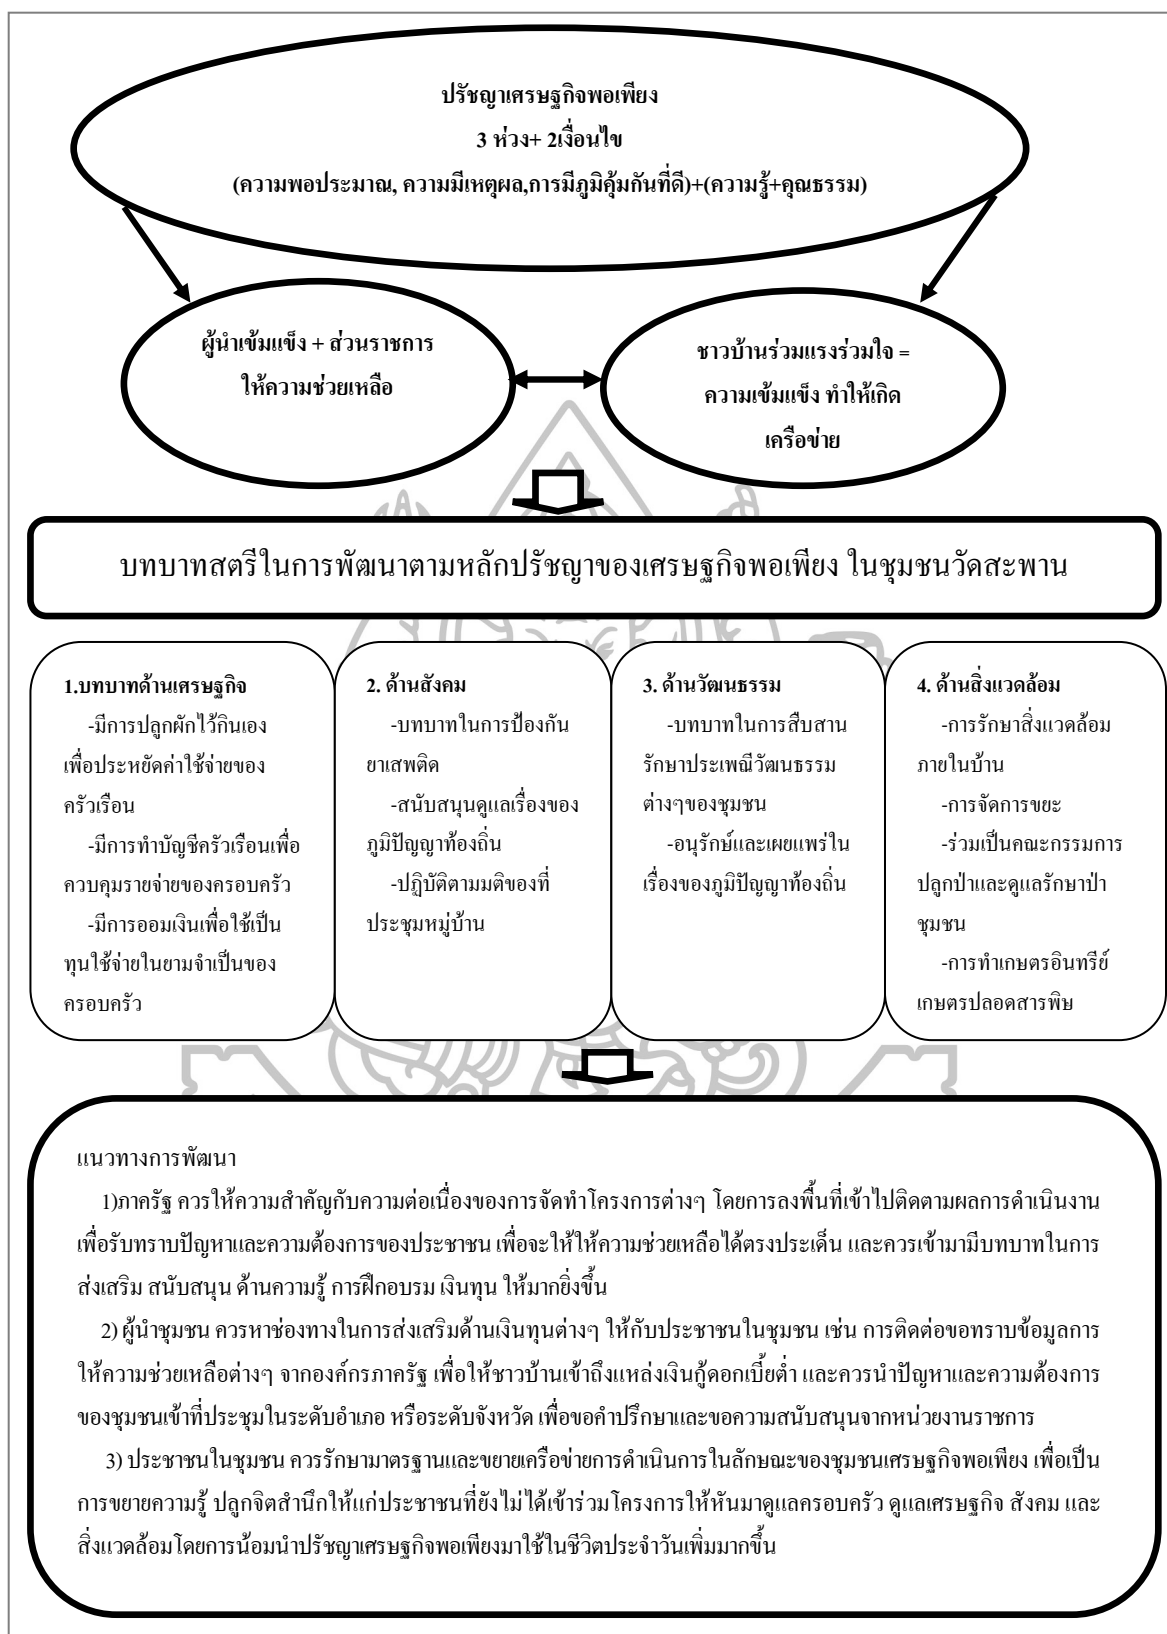 ปรัชญาเศรษฐกิจพอเพียง
3 ห่วง+ 2เงื่อนไข
(ความพอประมาณ, ความมีเหตุผล,การมีภูมิคุ้มกันที่ดี)+(ความรู้+คุณธรรม)
ผู้นำเข้มแข็ง + ส่วนราชการ
ให้ความช่วยเหลือ
ชาวบ้านร่วมแรงร่วมใจ =
ความเข้มแข็ง ทำให้เกิด
เครือข่าย
บทบาทสตรีในการพัฒนาตามหลักปรัชญาของเศรษฐกิจพอเพียง ในชุมชนวัดสะพาน
1.บทบาทด้านเศรษฐกิจ
-มีการปลูกผักไว้กินเอง
เพื่อประหยัดค่าใช้จ่ายของ
ครัวเรือน
-มีการทำบัญชีครัวเรือนเพื่อ
ควบคุมรายจ่ายของครอบครัว
-มีการออมเงินเพื่อใช้เป็น
ทุนใช้จ่ายในยามจำเป็นของ
ครอบครัว
2. ด้านสังคม
-บทบาทในการป้องกัน
ยาเสพติด
-สนับสนุนดูแลเรื่องของ
ภูมิปัญญาท้องถิ่น
-ปฏิบัติตามมติของที่
ประชุมหมู่บ้าน
3. ด้านวัฒนธรรม
-บทบาทในการสืบสาน
รักษาประเพณีวัฒนธรรม
ต่างๆของชุมชน
-อนุรักษ์และเผยแพร่ใน
เรื่องของภูมิปัญญาท้องถิ่น
4. ด้านสิ่งแวดล้อม
-การรักษาสิ่งแวดล้อม
ภายในบ้าน
-การจัดการขยะ
-ร่วมเป็นคณะกรรมการ
ปลูกป่าและดูแลรักษาป่า
ชุมชน
-การทำเกษตรอินทรีย์
เกษตรปลอดสารพิษ
แนวทางการพัฒนา
1)ภาครัฐ ควรให้ความสำคัญกับความต่อเนื่องของการจัดทำโครงการต่างๆ โดยการลงพื้นที่เข้าไปติดตามผลการดำเนินงาน
เพื่อรับทราบปัญหาและความต้องการของประชาชน เพื่อจะให้ให้ความช่วยเหลือได้ตรงประเด็น และควรเข้ามามีบทบาทในการ
ส่งเสริม สนับสนุน ด้านความรู้ การฝึกอบรม เงินทุน ให้มากยิ่งขึ้น
2) ผู้นำชุมชน ควรหาช่องทางในการส่งเสริมด้านเงินทุนต่างๆ ให้กับประชาชนในชุมชน เช่น การติดต่อขอทราบข้อมูลการ
ให้ความช่วยเหลือต่างๆ จากองค์กรภาครัฐ เพื่อให้ชาวบ้านเข้าถึงแหล่งเงินกู้ดอกเบี้ยต่ำ และควรนำปัญหาและความต้องการ
ของชุมชนเข้าที่ประชุมในระดับอำเภอ หรือระดับจังหวัด เพื่อขอคำปรึกษาและขอความสนับสนุนจากหน่วยงานราชการ
3) ประชาชนในชุมชน ควรรักษามาตรฐานและขยายเครือข่ายการดำเนินการในลักษณะของชุมชนเศรษฐกิจพอเพียง เพื่อเป็น
การขยายความรู้ ปลูกจิตสำนึกให้แก่ประชาชนที่ยังไม่ได้เข้าร่วมโครงการให้หันมาดูแลครอบครัว ดูแลเศรษฐกิจ สังคม และ
สิ่งแวดล้อมโดยการน้อมนำปรัชญาเศรษฐกิจพอเพียงมาใช้ในชีวิตประจำวันเพิ่มมากขึ้น